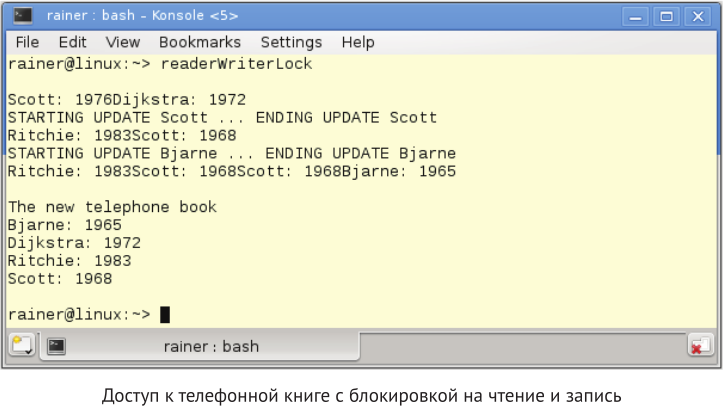 rainer : bash – Konsole <5>
File Edit View Bookmarks Settings Help
rainer@linux:~> readerWriterLock
Scott: 1976Dijkstra: 1972
STARTING UPDATE Scott ... ENDING UPDATE Scott
Ritchie: 1983Scott: 1968
STARTING UPDATE Bjarne ... ENDING UPDATE Bjarne
Ritchie: 1983Scott: 1968Scott: 1968Bjarne: 1965
The new telephone book
Bjarne: 1965
Dijkstra: 1972
Ritchie: 1983
Scott: 1968
rainer@linux:~>
rainer : bash
Доступ к телефонной книге с блокировкой на чтение и запись